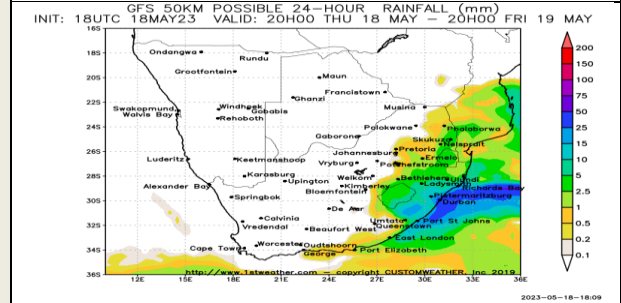 GFS 50KM POSSIBLE 24-HOUR RAINFALL (mm)
INIT: 18UTC 18MAY23 VALID: 20H00 THU 18 MAY – 20H00 FRI 19 MAY
16S
18S
20S
22S
24S
26S
28S
30S
32S
34S
36S
Ondangwa
Rundu
Grootfontein
Maun
Francistown
Ghanzi
Musina
Swakopmund
Windhoek
Gobabis
Walvis Bay
Rehoboth
Polokwane
Phalaborwa
Gaborone
Skukuza
Nelspruit
Johannesburg
Pretoria
Ermelo
Luderitz
Keetmanshoop
Vryburg
Potchefstroom
Karasburg
Upington
Welkom
Bethlehem
Ulundi
Alexander Bay
Kimberley
Ladysmith
Richards Bay
Bloemfontein
Springbok
Pietermaritzburg
Durban
De Aar
Calvinia
Umtata
Port St Johns
Vredendal
Beaufort West
Queenstown
East London
Cape Town
Worcester
Oudtshoorn
George
Port Elizabeth
http://www.1stweather.com – copyright CUSTOMWEATHER, Inc 2019
12E 15E 18E 21E 24E 27E 30E 33E 36E
200
150
100
75
50
25
15
10
5
2.5
1
0.5
0.2
0.1
2023-05-18-18:09